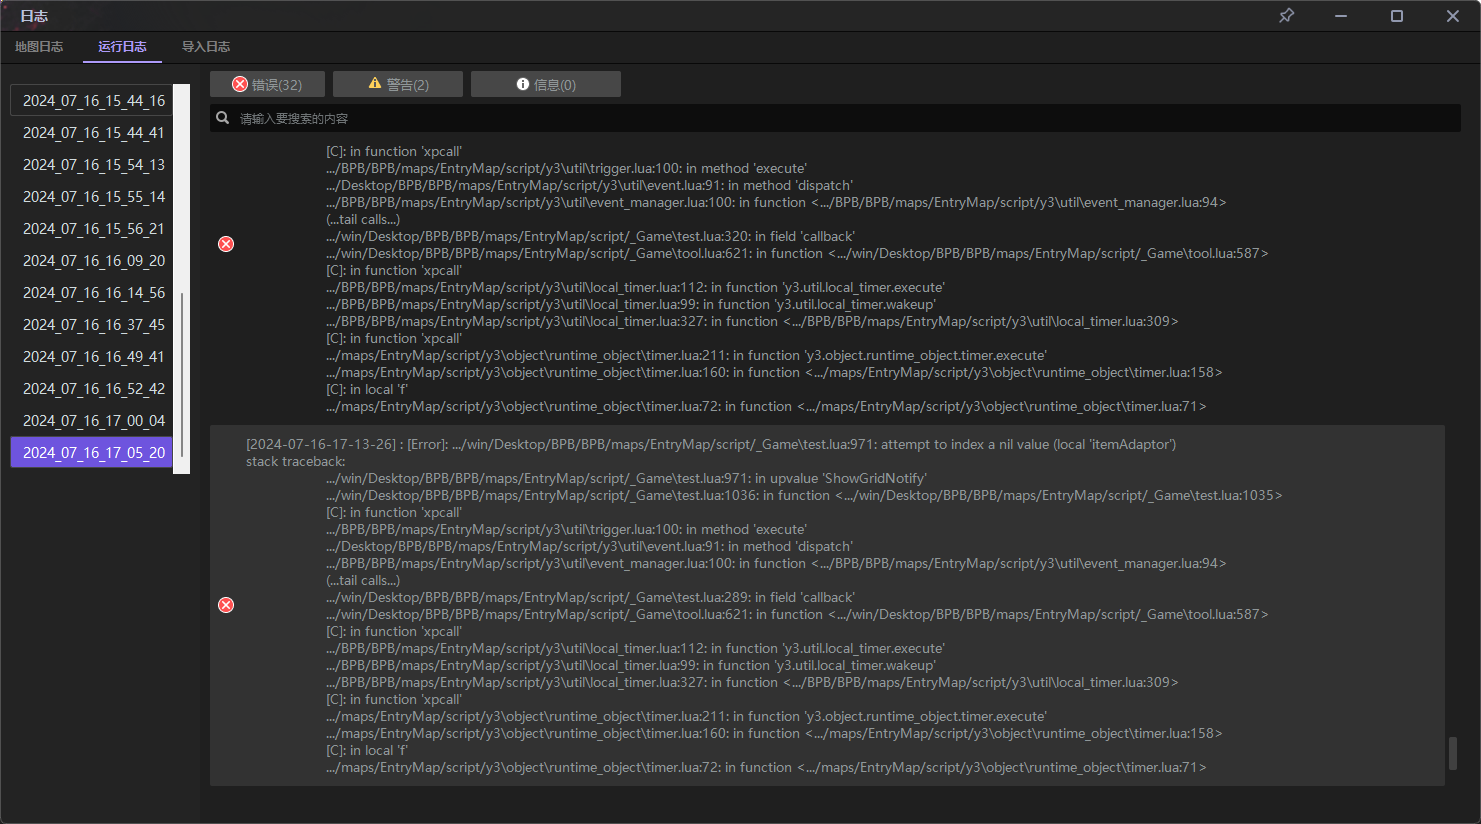 日志
地图日志 运行日志 导入日志
2024_07_16_15_44_16
2024_07_16_15_44_41
2024_07_16_15_54_13
2024_07_16_15_55_14
2024_07_16_15_56_21
2024_07_16_16_09_20
2024_07_16_16_14_56
2024_07_16_16_37_45
2024_07_16_16_49_41
2024_07_16_16_52_42
2024_07_16_17_00_04
2024_07_16_17_05_20
错误(32) 警告(2) 信息(0)
请输入要搜索的内容
[C]: in function 'xpcall'
.../BPB/BPB/maps/EntryMap/script/y3\util\trigger.lua:100: in method 'execute'
.../Desktop/BPB/BPB/maps/EntryMap/script/y3\util\event.lua:91: in method 'dispatch'
.../BPB/BPB/maps/EntryMap/script/y3\util\event_manager.lua:100: in function <.../BPB/BPB/maps/EntryMap/script/y3\util\event_manager.lua:94>
(...tail calls...)
.../win/Desktop/BPB/BPB/maps/EntryMap/script/_Game\test.lua:320: in field 'callback'
.../win/Desktop/BPB/BPB/maps/EntryMap/script/_Game\tool.lua:621: in function <.../win/Desktop/BPB/BPB/maps/EntryMap/script/_Game\tool.lua:587>
[C]: in function 'xpcall'
.../BPB/BPB/maps/EntryMap/script/y3\util\local_timer.lua:112: in function 'y3.util.local_timer.execute'
.../BPB/BPB/maps/EntryMap/script/y3\util\local_timer.lua:99: in function 'y3.util.local_timer.wakeup'
.../BPB/BPB/maps/EntryMap/script/y3\util\local_timer.lua:327: in function <.../BPB/BPB/maps/EntryMap/script/y3\util\local_timer.lua:309>
[C]: in function 'xpcall'
.../maps/EntryMap/script/y3\object\runtime_object\timer.lua:211: in function 'y3.object.runtime_object.timer.execute'
.../maps/EntryMap/script/y3\object\runtime_object\timer.lua:160: in function <.../maps/EntryMap/script/y3\object\runtime_object\timer.lua:158>
[C]: in local 'f'
.../maps/EntryMap/script/y3\object\runtime_object\timer.lua:72: in function <.../maps/EntryMap/script/y3\object\runtime_object\timer.lua:71>
[2024-07-16-17-13-26] : [Error]: .../win/Desktop/BPB/BPB/maps/EntryMap/script/_Game\test.lua:971: attempt to index a nil value (local 'itemAdaptor')
stack traceback:
.../win/Desktop/BPB/BPB/maps/EntryMap/script/_Game\test.lua:971: in upvalue 'ShowGridNotify'
.../win/Desktop/BPB/BPB/maps/EntryMap/script/_Game\test.lua:1036: in function <.../win/Desktop/BPB/BPB/maps/EntryMap/script/_Game\test.lua:1035>
[C]: in function 'xpcall'
.../BPB/BPB/maps/EntryMap/script/y3\util\trigger.lua:100: in method 'execute'
.../Desktop/BPB/BPB/maps/EntryMap/script/y3\util\event.lua:91: in method 'dispatch'
.../BPB/BPB/maps/EntryMap/script/y3\util\event_manager.lua:100: in function <.../BPB/BPB/maps/EntryMap/script/y3\util\event_manager.lua:94>
(...tail calls...)
.../win/Desktop/BPB/BPB/maps/EntryMap/script/_Game\test.lua:289: in field 'callback'
.../win/Desktop/BPB/BPB/maps/EntryMap/script/_Game\tool.lua:621: in function <.../win/Desktop/BPB/BPB/maps/EntryMap/script/_Game\tool.lua:587>
[C]: in function 'xpcall'
.../BPB/BPB/maps/EntryMap/script/y3\util\local_timer.lua:112: in function 'y3.util.local_timer.execute'
.../BPB/BPB/maps/EntryMap/script/y3\util\local_timer.lua:99: in function 'y3.util.local_timer.wakeup'
.../BPB/BPB/maps/EntryMap/script/y3\util\local_timer.lua:327: in function <.../BPB/BPB/maps/EntryMap/script/y3\util\local_timer.lua:309>
[C]: in function 'xpcall'
.../maps/EntryMap/script/y3\object\runtime_object\timer.lua:211: in function 'y3.object.runtime_object.timer.execute'
.../maps/EntryMap/script/y3\object\runtime_object\timer.lua:160: in function <.../maps/EntryMap/script/y3\object\runtime_object\timer.lua:158>
[C]: in local 'f'
.../maps/EntryMap/script/y3\object\runtime_object\timer.lua:72: in function <.../maps/EntryMap/script/y3\object\runtime_object\timer.lua:71>